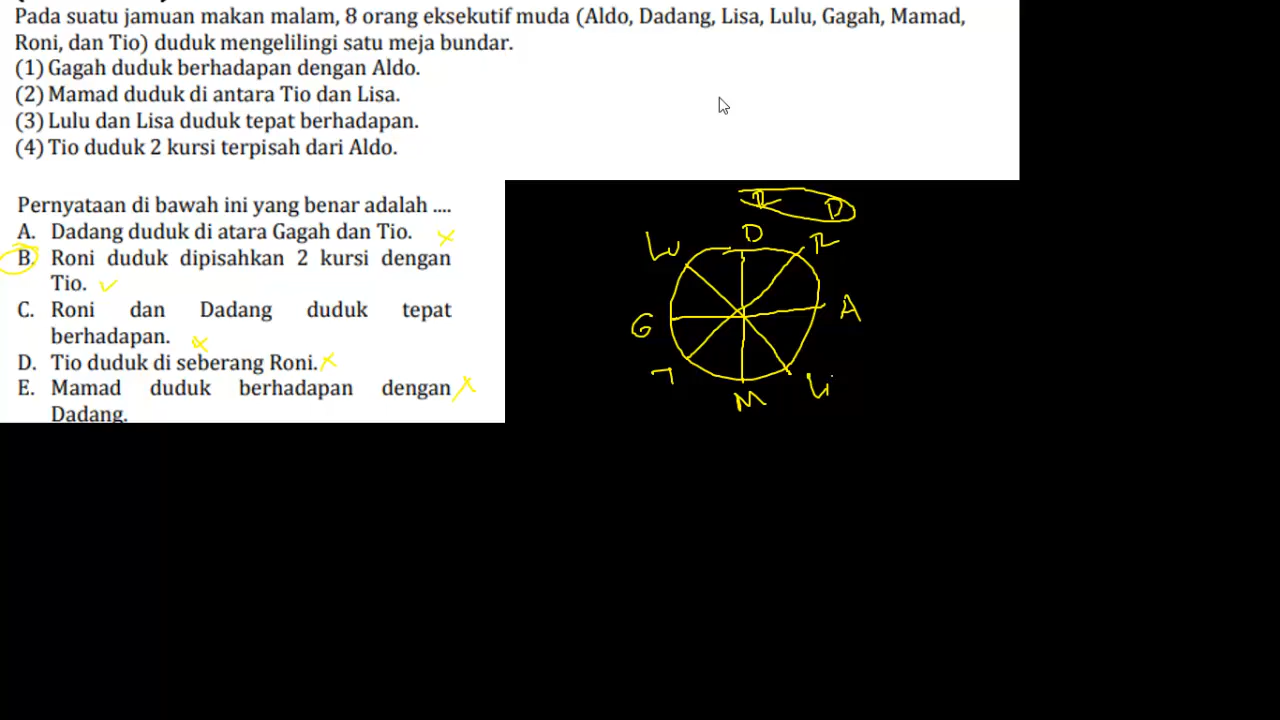 Pada suatu jamuan makan malam, 8 orang eksekutif muda (Aldo, Dadang, Lisa, Lulu, Gagah, Mamad,
Roni, dan Tio) duduk mengelilingi satu meja bundar.
(1) Gagah duduk berhadapan dengan Aldo.
(2) Mamad duduk di antara Tio dan Lisa.
(3) Lulu dan Lisa duduk tepat berhadapan.
(4) Tio duduk 2 kursi terpisah dari Aldo.
Pernyataan di bawah ini yang benar adalah ....
A. Dadang duduk di atara Gagah dan Tio.
B. Roni duduk dipisahkan 2 kursi dengan
Tio.
C. Roni dan Dadang duduk tepat
berhadapan.
D. Tio duduk di seberang Roni.
E. Mamad duduk berhadapan dengan
Dadang.
R D
Lu D R
G A
T M Li